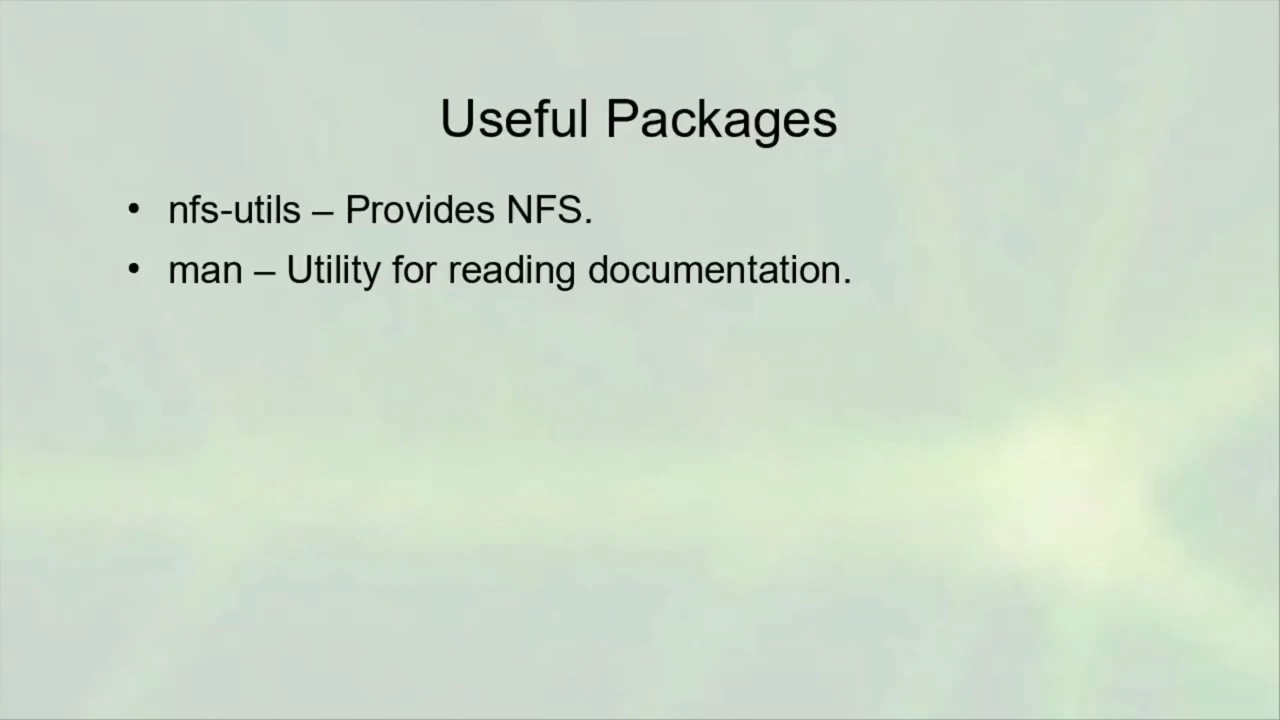 Useful Packages
• nfs-utils – Provides NFS.
• man – Utility for reading documentation.